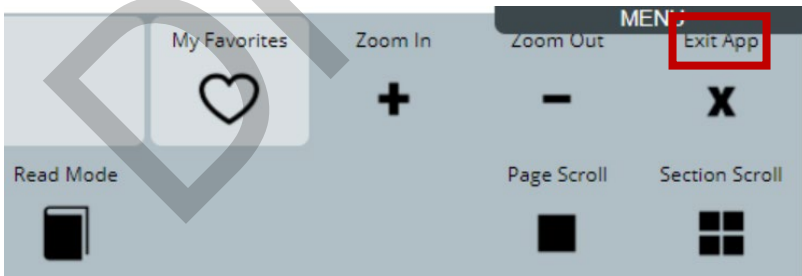 MENU
My Favorites Zoom In Zoom Out Exit App
Read Mode Page Scroll Section Scroll